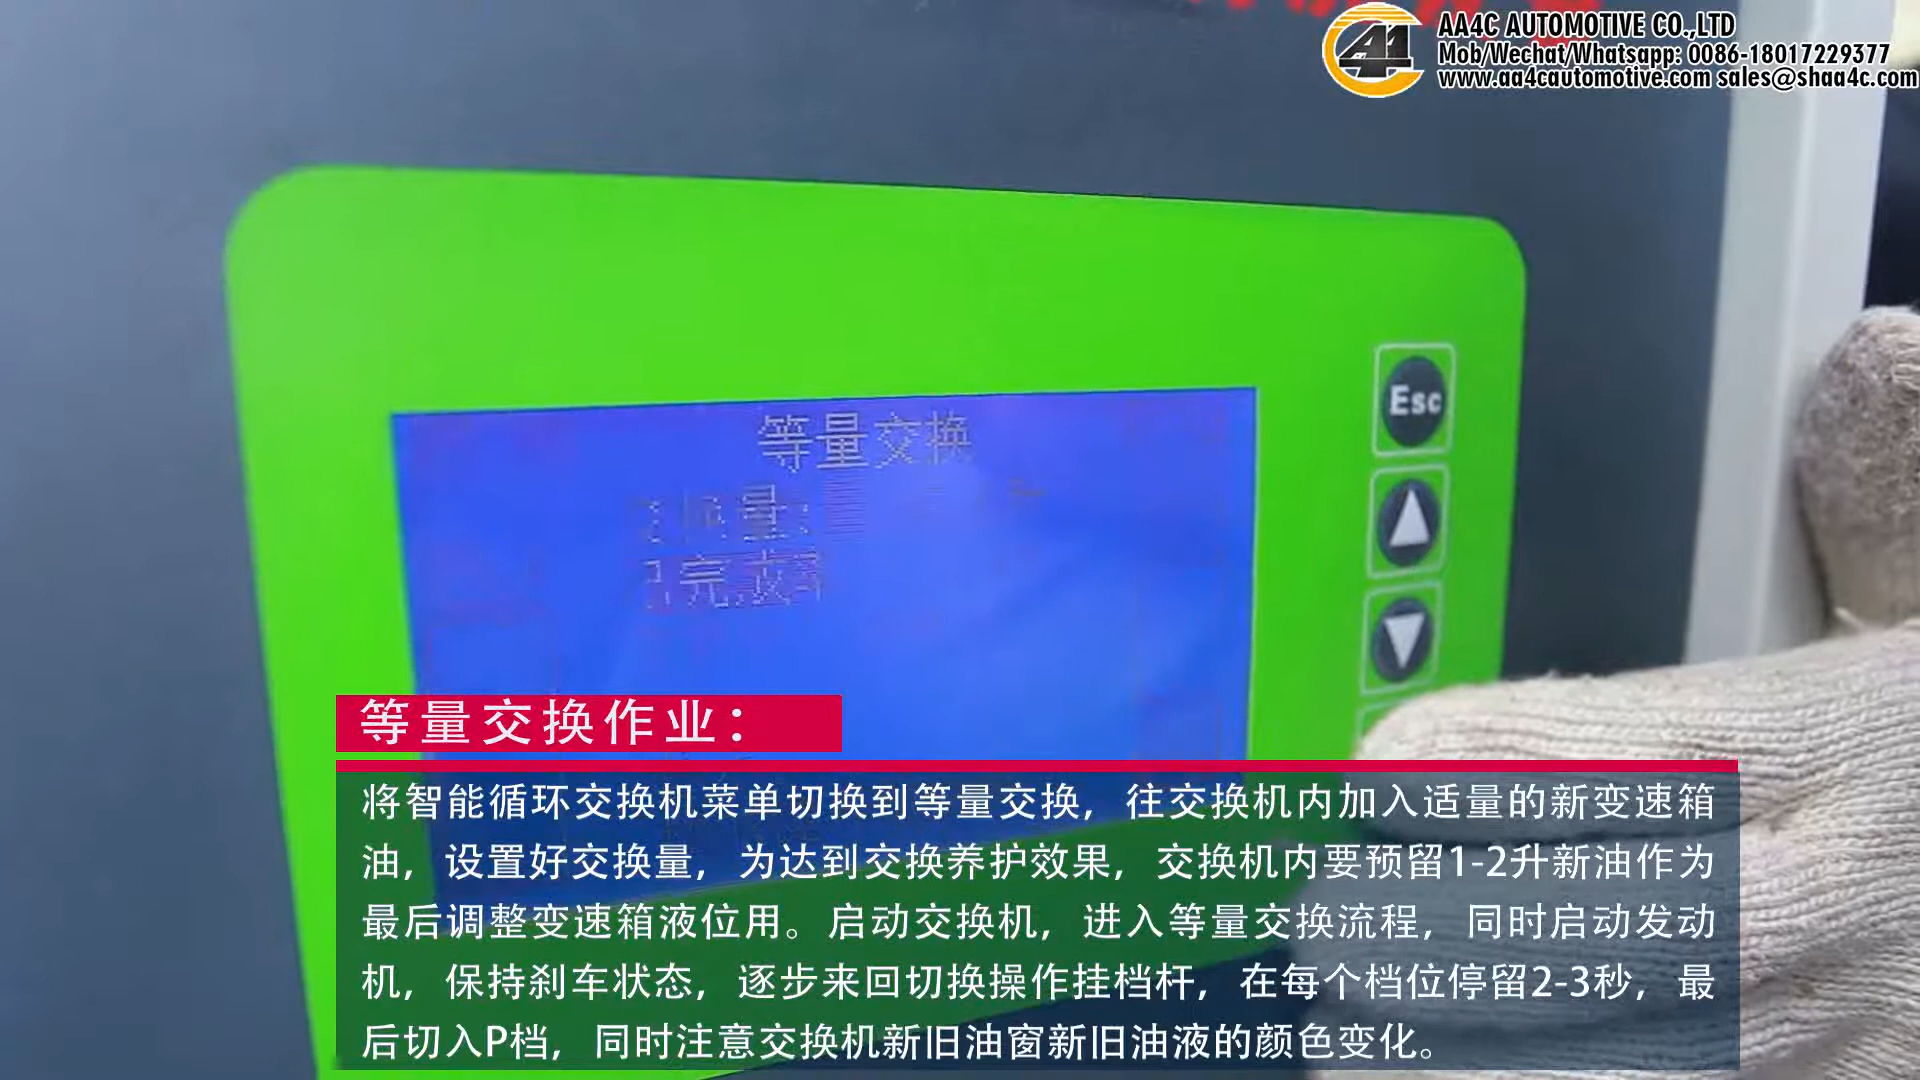 AA4C AUTOMOTIVE CO.,LTD
Mob/Wechat/Whatsapp: 0086-18017229377
www.aa4cautomotive.com sales@shaa4c.com
等量交换
换量:
完成
Esc
等量交换作业：
将智能循环交换机菜单切换到等量交换，往交换机内加入适量的新变速箱
油，设置好交换量，为达到交换养护效果，交换机内要预留1-2升新油作为
最后调整变速箱液位用。启动交换机，进入等量交换流程，同时启动发动
机，保持刹车状态，逐步来回切换操作挂档杆，在每个档位停留2-3秒，最
后切入P档，同时注意交换机新旧油窗新旧油液的颜色变化。